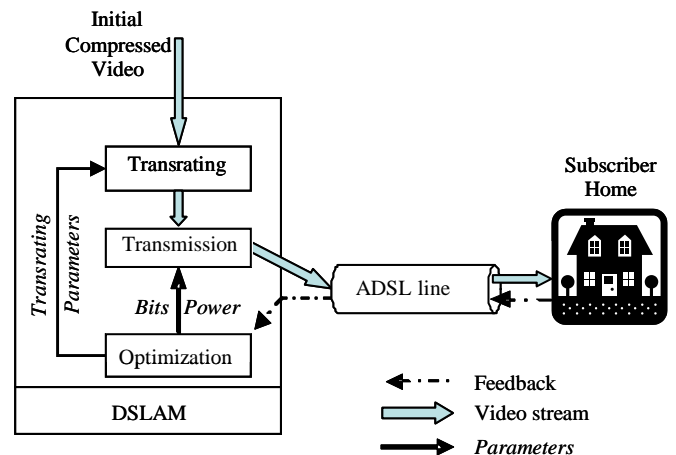 Initial
Compressed
Video
Transrating
Transmission
Transrating
Parameters
Bits Power
Optimization
DSLAM
ADSL line
Subscriber
Home
Feedback
Video stream
Parameters